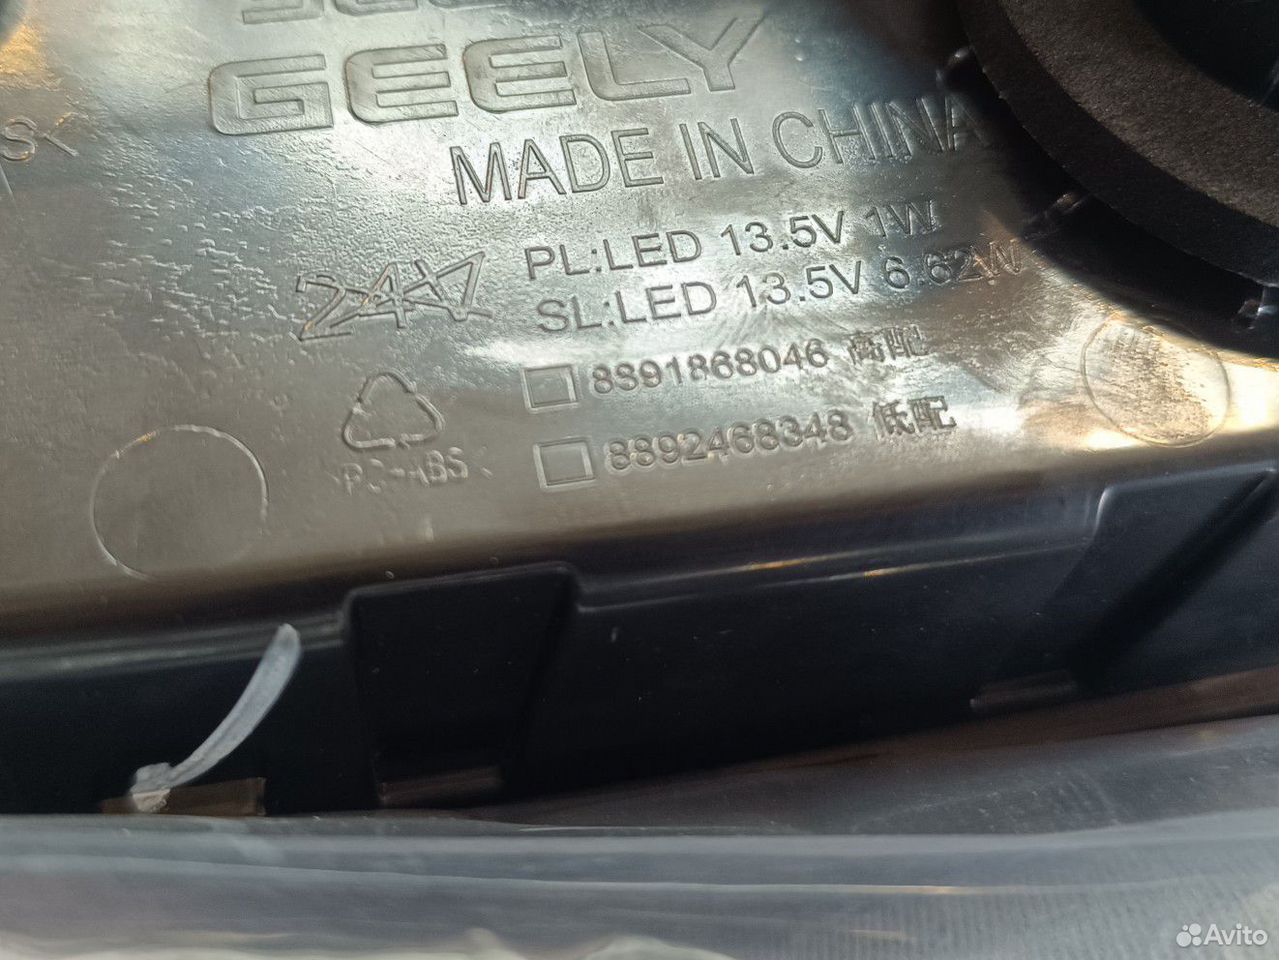 GEELY
MADE IN CHINA
PL:LED 13.5V 1W
SL:LED 13.5V 6.62W
8891868046 高配
8892468348 低配
PC+ABS
Avito